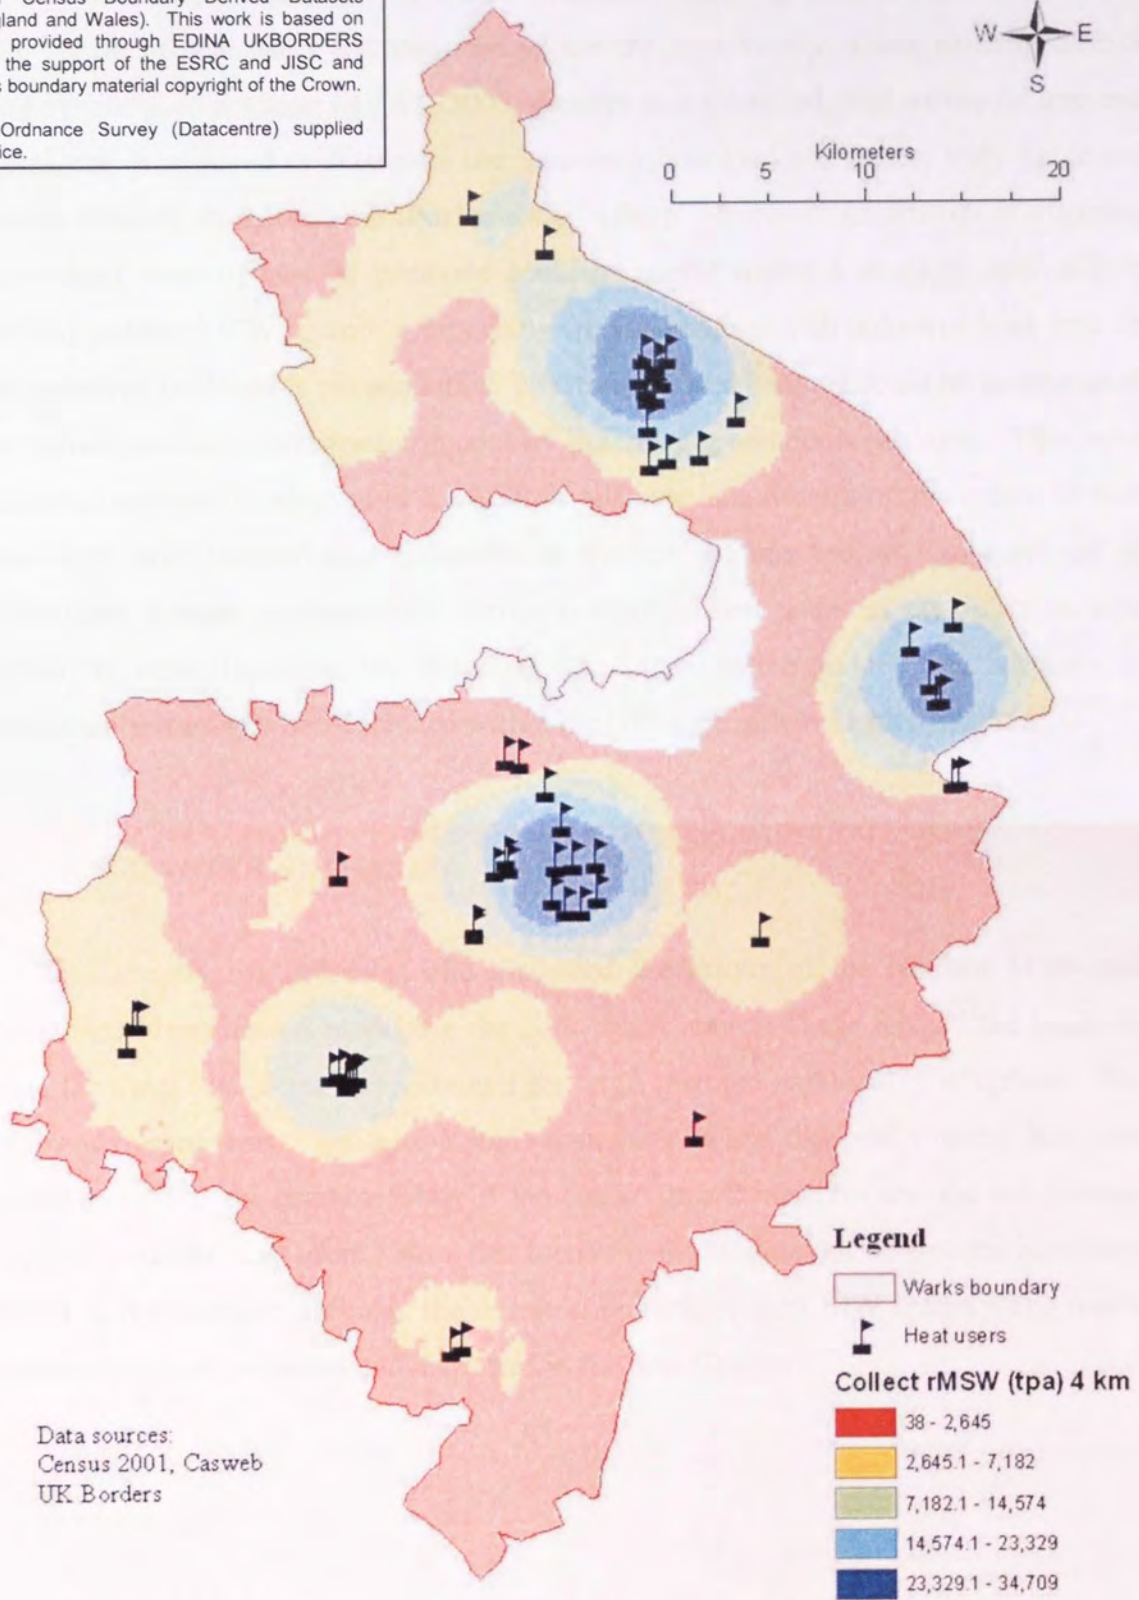 Census Boundary Derived Datasets
land and Wales). This work is based on
provided through EDINA UKBORDERS
the support of the ESRC and JISC and
boundary material copyright of the Crown.
Ordnance Survey (Datacentre) supplied
ice.
W E
S
Kilometers
0 5 10 20
Legend
Warks boundary
Heat users
Collect rMSW (tpa) 4 km
38 - 2,645
2,645.1 - 7,182
7,182.1 - 14,574
14,574.1 - 23,329
23,329.1 - 34,709
Data sources:
Census 2001, Casweb
UK Borders